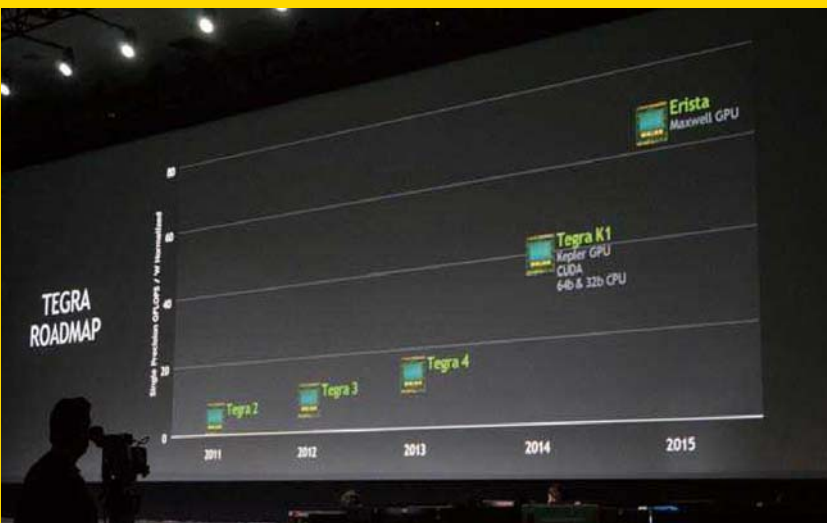 TEGRA
ROADMAP
Single Precision GFLOPS / W Normalized
80
60
40
20
0
Erista
Maxwell GPU
Tegra K1
Kepler GPU
CUDA
64b & 32b CPU
Tegra 4
Tegra 3
Tegra 2
2011
2012
2013
2014
2015